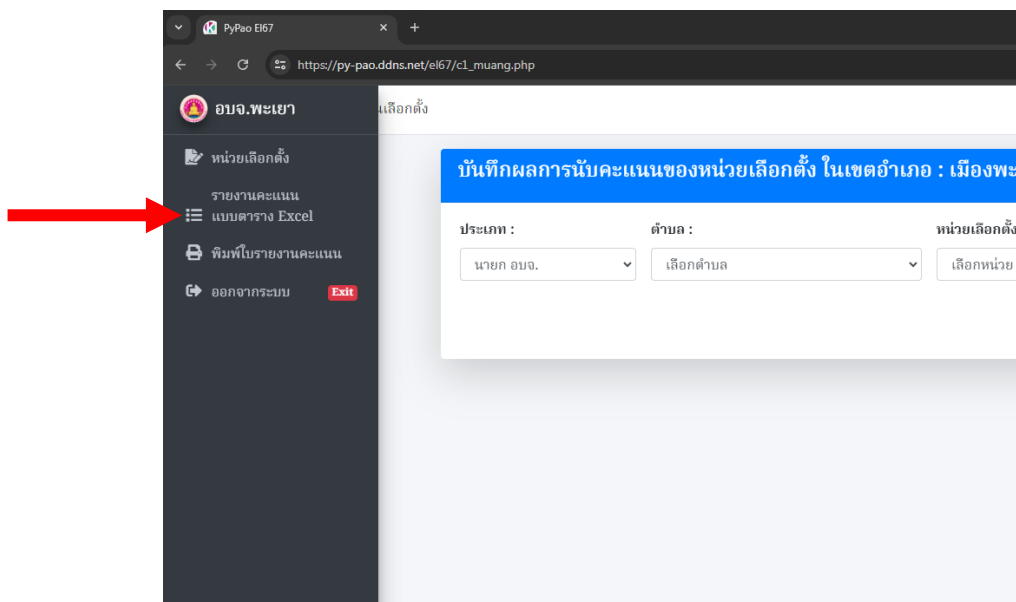 PyPao El67
https://py-pao.ddns.net/el67/c1_muang.php
อบจ.พะเยา
เลือกตั้ง
หน่วยเลือกตั้ง
รายงานคะแนน
แบบตาราง Excel
พิมพ์ใบรายงานคะแนน
ออกจากระบบ Exit
บันทึกผลการนับคะแนนของหน่วยเลือกตั้ง ในเขตอำเภอ : เมืองพะ
ประเภท : ตำบล : หน่วยเลือกตั้ง
นายก อบจ. เลือกตำบล เลือกหน่วย